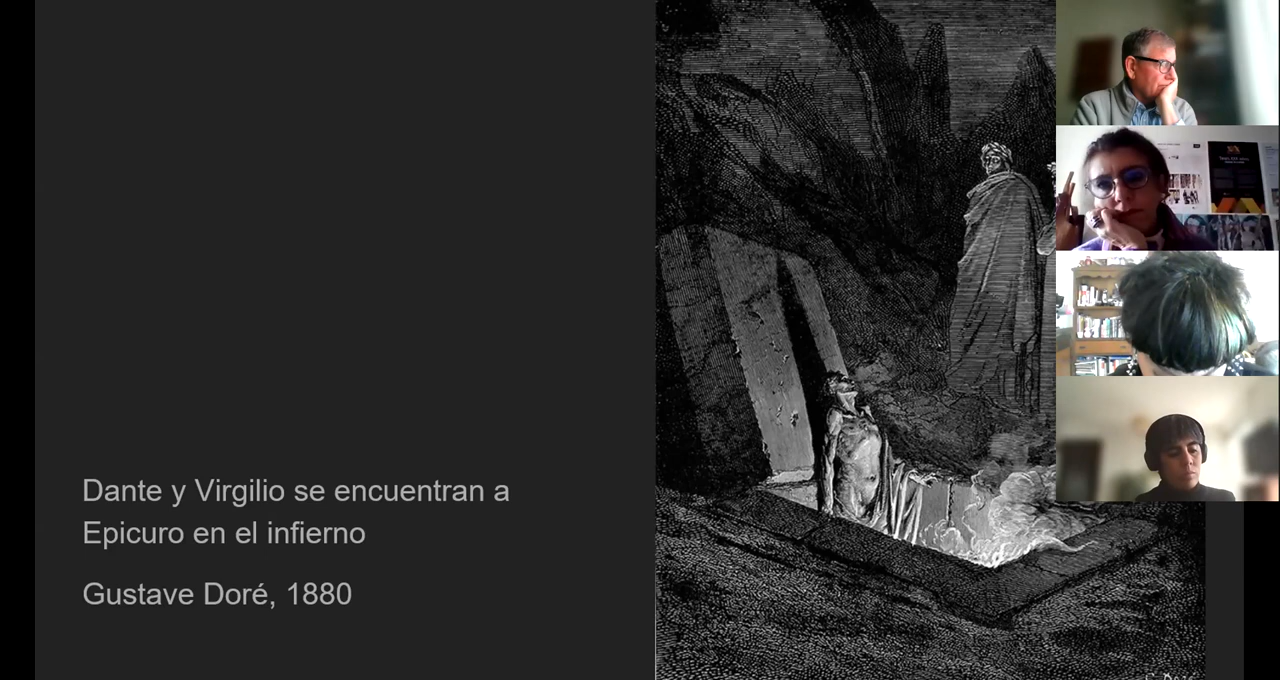 Dante y Virgilio se encuentran a
Epicuro en el infierno
Gustave Doré, 1880